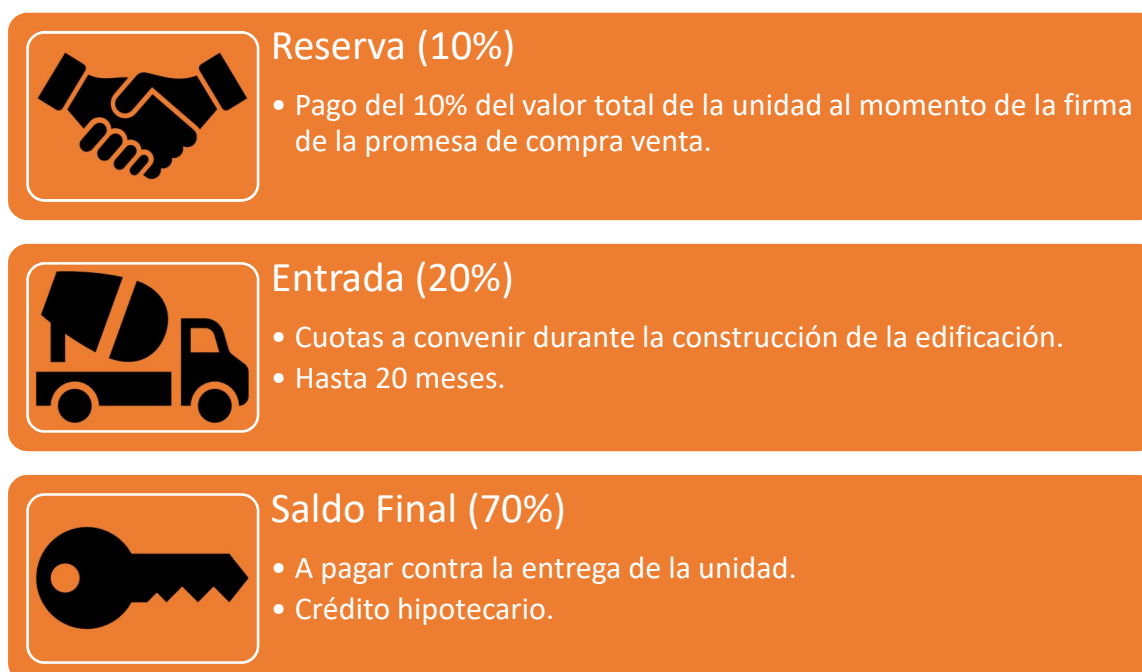 Reserva (10%)
• Pago del 10% del valor total de la unidad al momento de la firma
de la promesa de compra venta.
Entrada (20%)
• Cuotas a convenir durante la construcción de la edificación.
• Hasta 20 meses.
Saldo Final (70%)
• A pagar contra la entrega de la unidad.
• Crédito hipotecario.